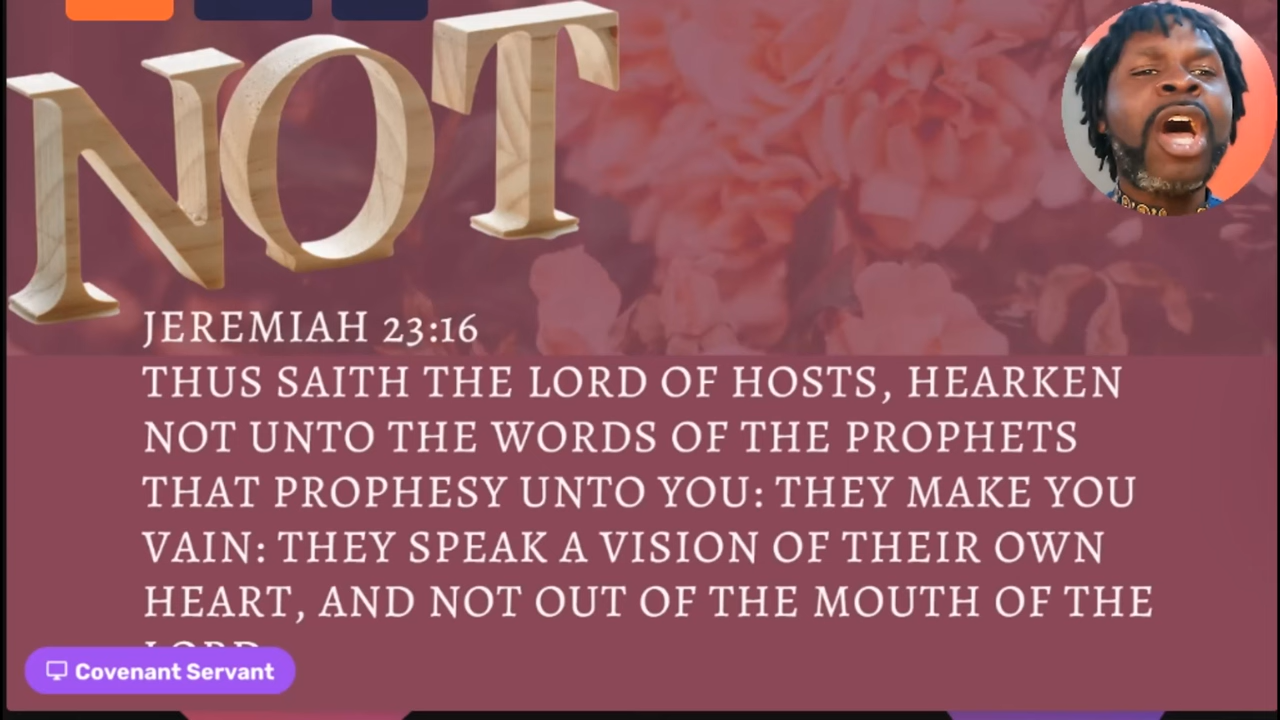 NOT
JEREMIAH 23:16
THUS SAITH THE LORD OF HOSTS, HEARKEN
NOT UNTO THE WORDS OF THE PROPHETS
THAT PROPHESY UNTO YOU: THEY MAKE YOU
VAIN: THEY SPEAK A VISION OF THEIR OWN
HEART, AND NOT OUT OF THE MOUTH OF THE
LORD
Covenant Servant